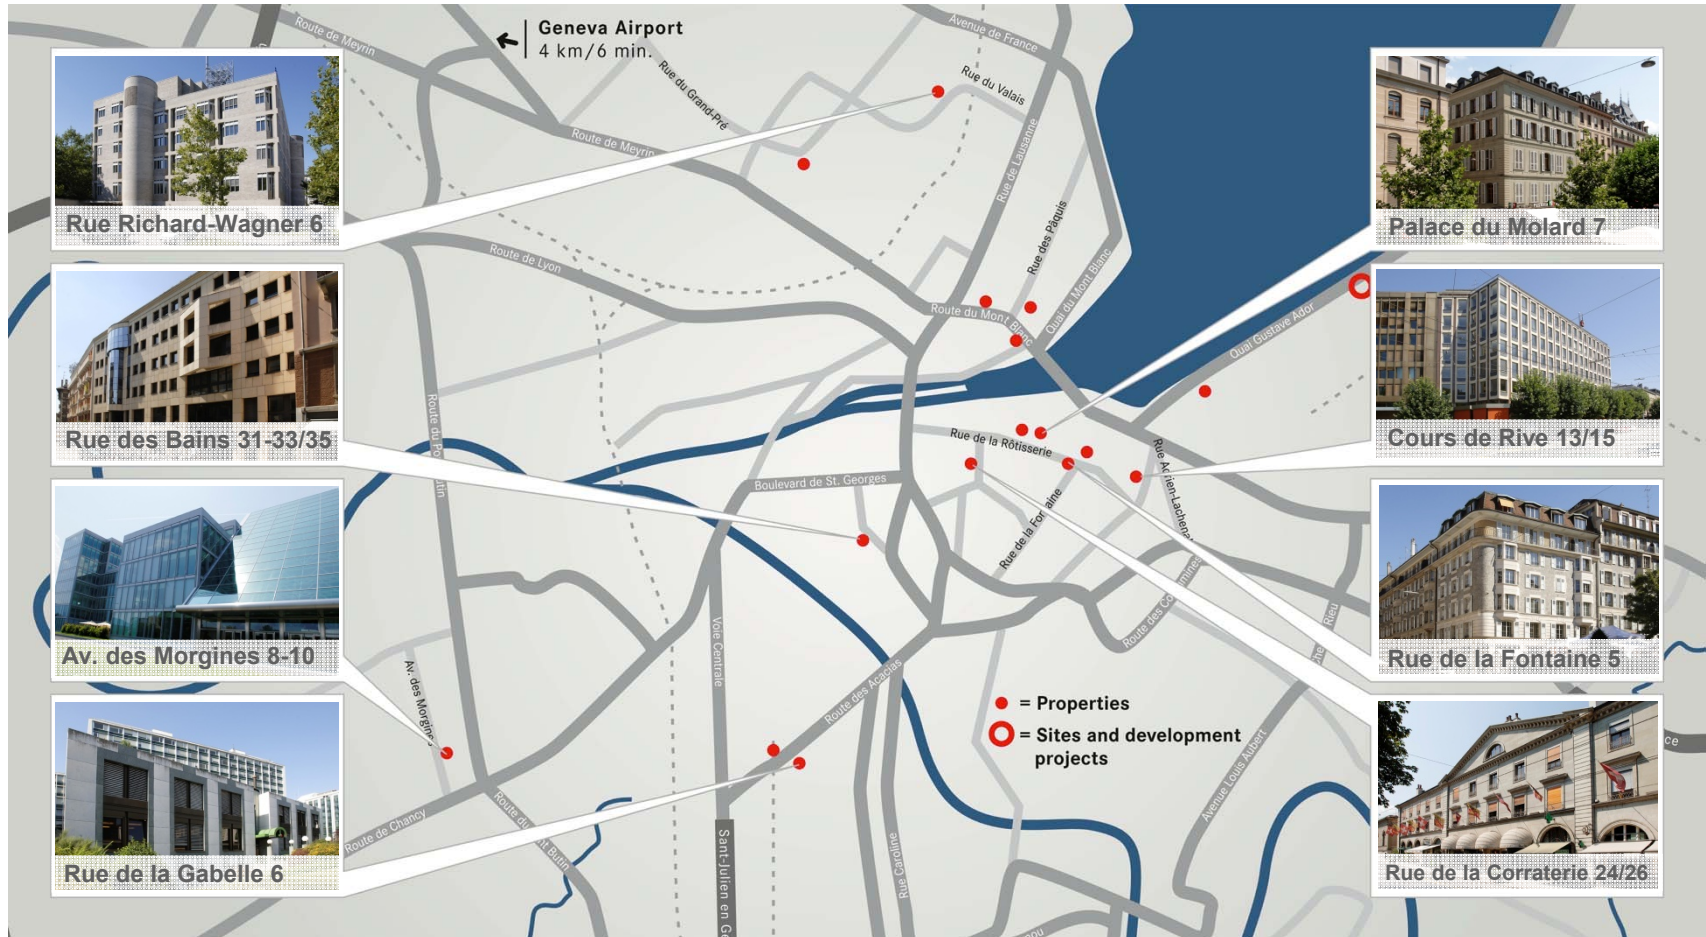 Geneva Airport
4 km/6 min.
Route de Meyrin
Avenue de France
Rue du Grand-Pré
Rue du Valais
Route de Meyrin
Rue de Lausanne
Rue Richard-Wagner 6
Palace du Molard 7
Rue des Pâquis
Route de Lyon
Quai du Mont Blanc
Route du Mont Blanc
Quai Gustave Ador
Rue des Bains 31-33/35
Cours de Rive 13/15
Rue de la Rôtisserie
Boulevard de St. Georges
Rue de la Fontaine
Av. des Morgines 8-10
Rue de la Fontaine 5
Voie Centrale
Av. des Morgines
Route des Acacias
= Properties
= Sites and development
projects
Avenue Louis Aubert
Route de Chancy
Rue Caroline
Rue de la Gabelle 6
Rue de la Corraterie 24/26